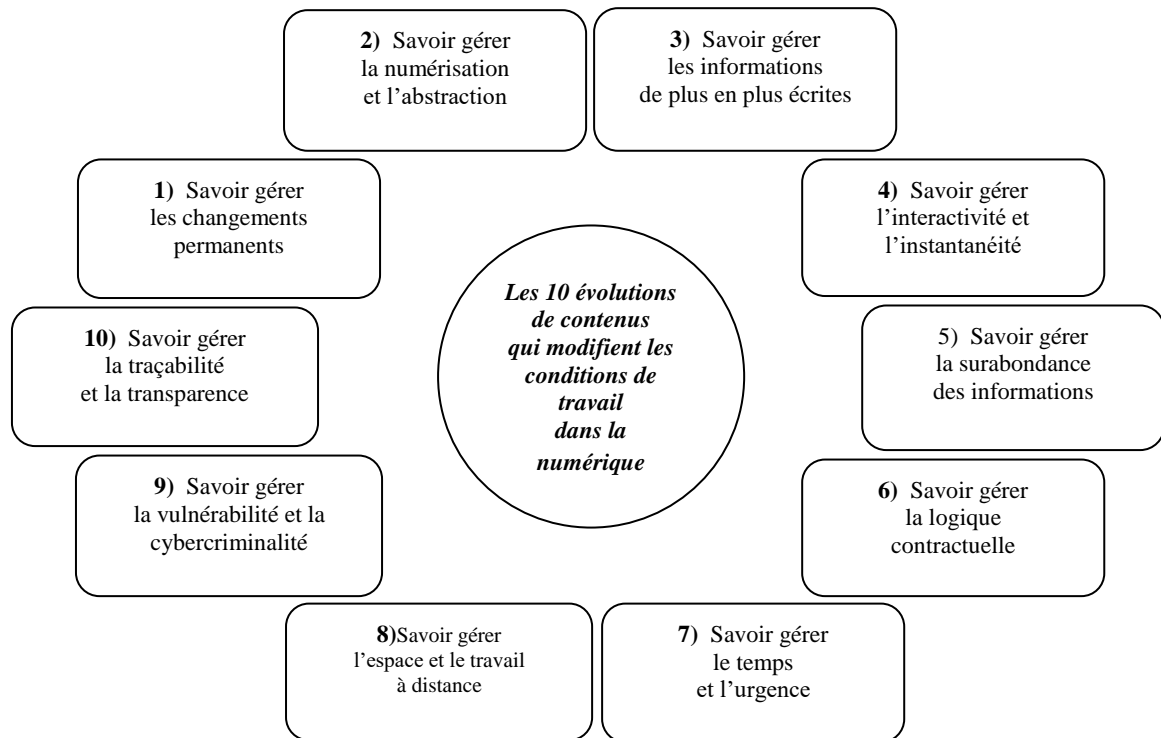 2) Savoir gérer
la numérisation
et l’abstraction
3) Savoir gérer
les informations
de plus en plus écrites
1) Savoir gérer
les changements
permanents
4) Savoir gérer
l’interactivité et
l’instantanéité
Les 10 évolutions
de contenus
qui modifient les
conditions de
travail
dans la
numérique
10) Savoir gérer
la traçabilité
et la transparence
5) Savoir gérer
la surabondance
des informations
9) Savoir gérer
la vulnérabilité et la
cybercriminalité
6) Savoir gérer
la logique
contractuelle
8)Savoir gérer
l’espace et le travail
à distance
7) Savoir gérer
le temps
et l’urgence